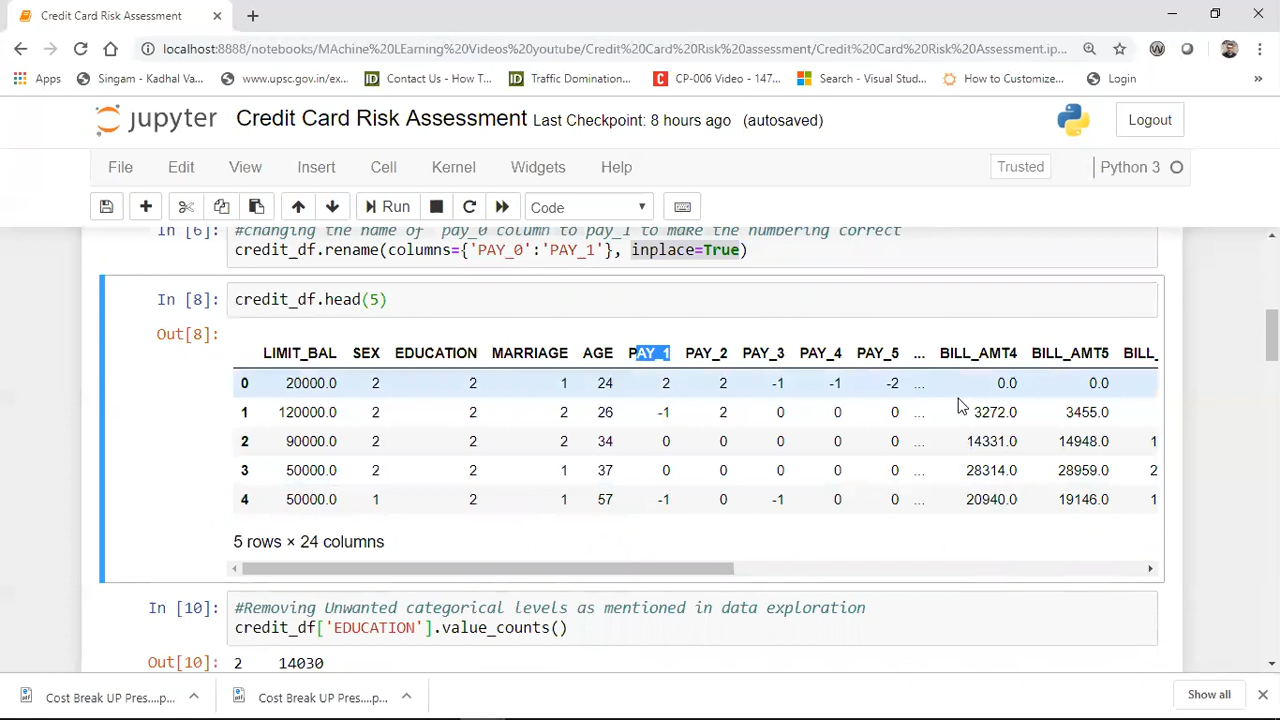 Credit Card Risk Assessment
localhost:8888/notebooks/MAchine%20LEarning%20Videos%20youtube/Credit%20Card%20Risk%20assessment/Credit%20Card%20Risk%20Assessment.ip...
Apps Singam - Kadhal Va... www.upsc.gov.in/ex... Contact Us - How T... Traffic Domination... CP-006 Video - 147... Search - Visual Stud... How to Customize... Login »
jupyter Credit Card Risk Assessment Last Checkpoint: 8 hours ago (autosaved) Logout
File Edit View Insert Cell Kernel Widgets Help Trusted Python 3
Run Code
In [6]: #changing the name of pay_0 column to pay_1 to make the numbering correct
credit_df.rename(columns={'PAY_0':'PAY_1'}, inplace=True)
In [8]: credit_df.head(5)
Out[8]:
LIMIT_BAL SEX EDUCATION MARRIAGE AGE PAY_1 PAY_2 PAY_3 PAY_4 PAY_5 ... BILL_AMT4 BILL_AMT5 BILL_
0 20000.0 2 2 1 24 2 2 -1 -1 -2 ... 0.0 0.0
1 120000.0 2 2 2 26 -1 2 0 0 0 ... 3272.0 3455.0
2 90000.0 2 2 2 34 0 0 0 0 0 ... 14331.0 14948.0 1
3 50000.0 2 2 1 37 0 0 0 0 0 ... 28314.0 28959.0 2
4 50000.0 1 2 1 57 -1 0 -1 0 0 ... 20940.0 19146.0 1
5 rows × 24 columns
In [10]: #Removing Unwanted categorical levels as mentioned in data exploration
credit_df['EDUCATION'].value_counts()
Out[10]: 2 14030
Cost Break UP Pres....p... Cost Break UP Pres....p... Show all